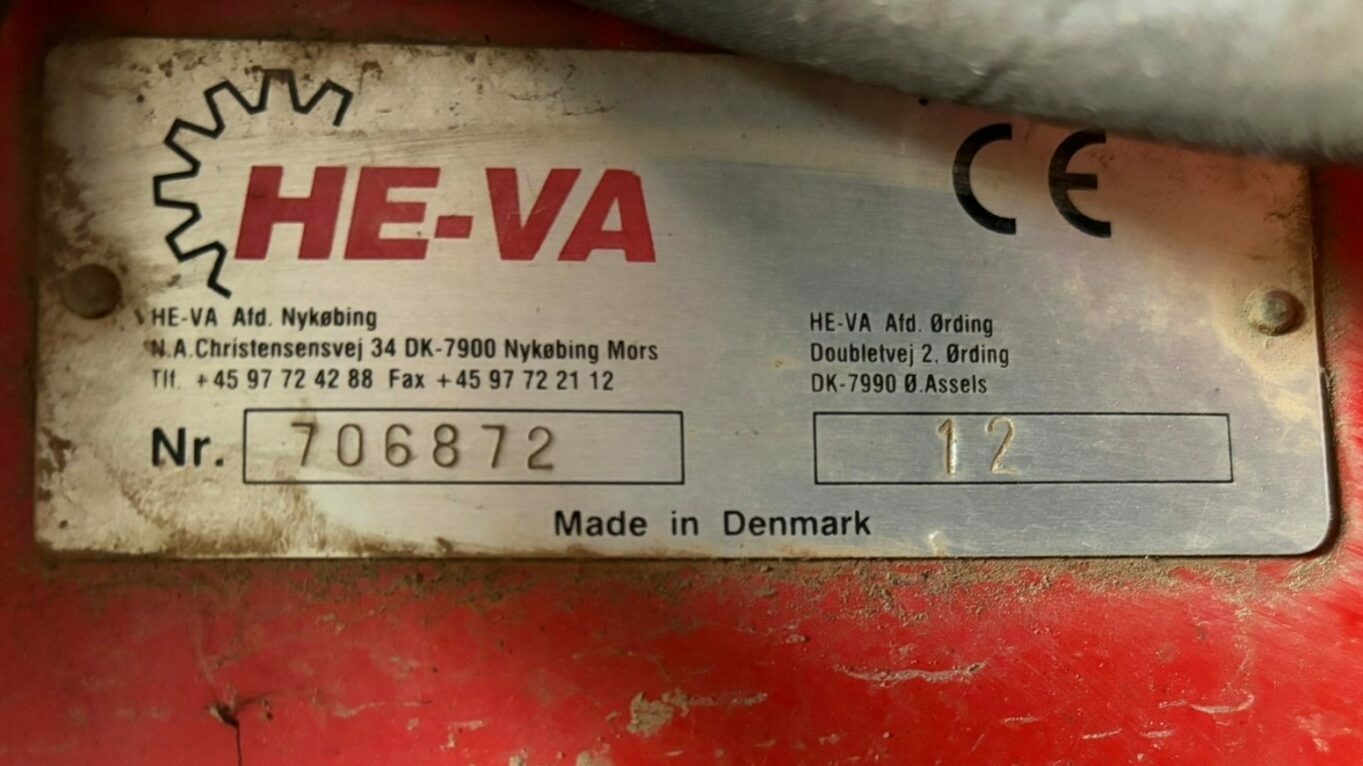 HE-VA
CE
HE-VA Afd. Nykøbing
N.A.Christensensvej 34 DK-7900 Nykøbing Mors
Tlf. +45 97 72 42 88 Fax +45 97 72 21 12
HE-VA Afd. Ørding
Doubletvej 2. Ørding
DK-7990 Ø.Assels
Nr. 706872
12
Made in Denmark